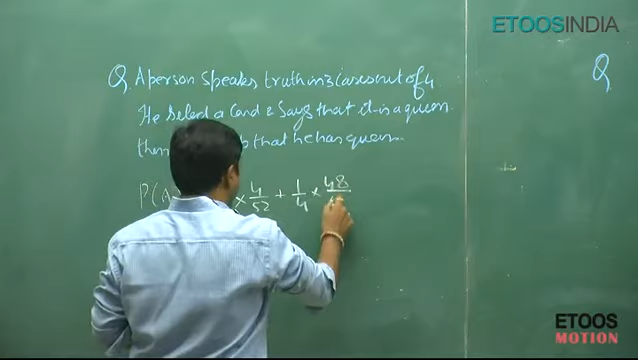 ETOOSINDIA
Q. A person speaks truth in 3 cases out of 4
Q
He select a Card & Says that it is a queen
then that he has queen
P(A × 4/52 + 1/4 × 48/
ETOOS
MOTION